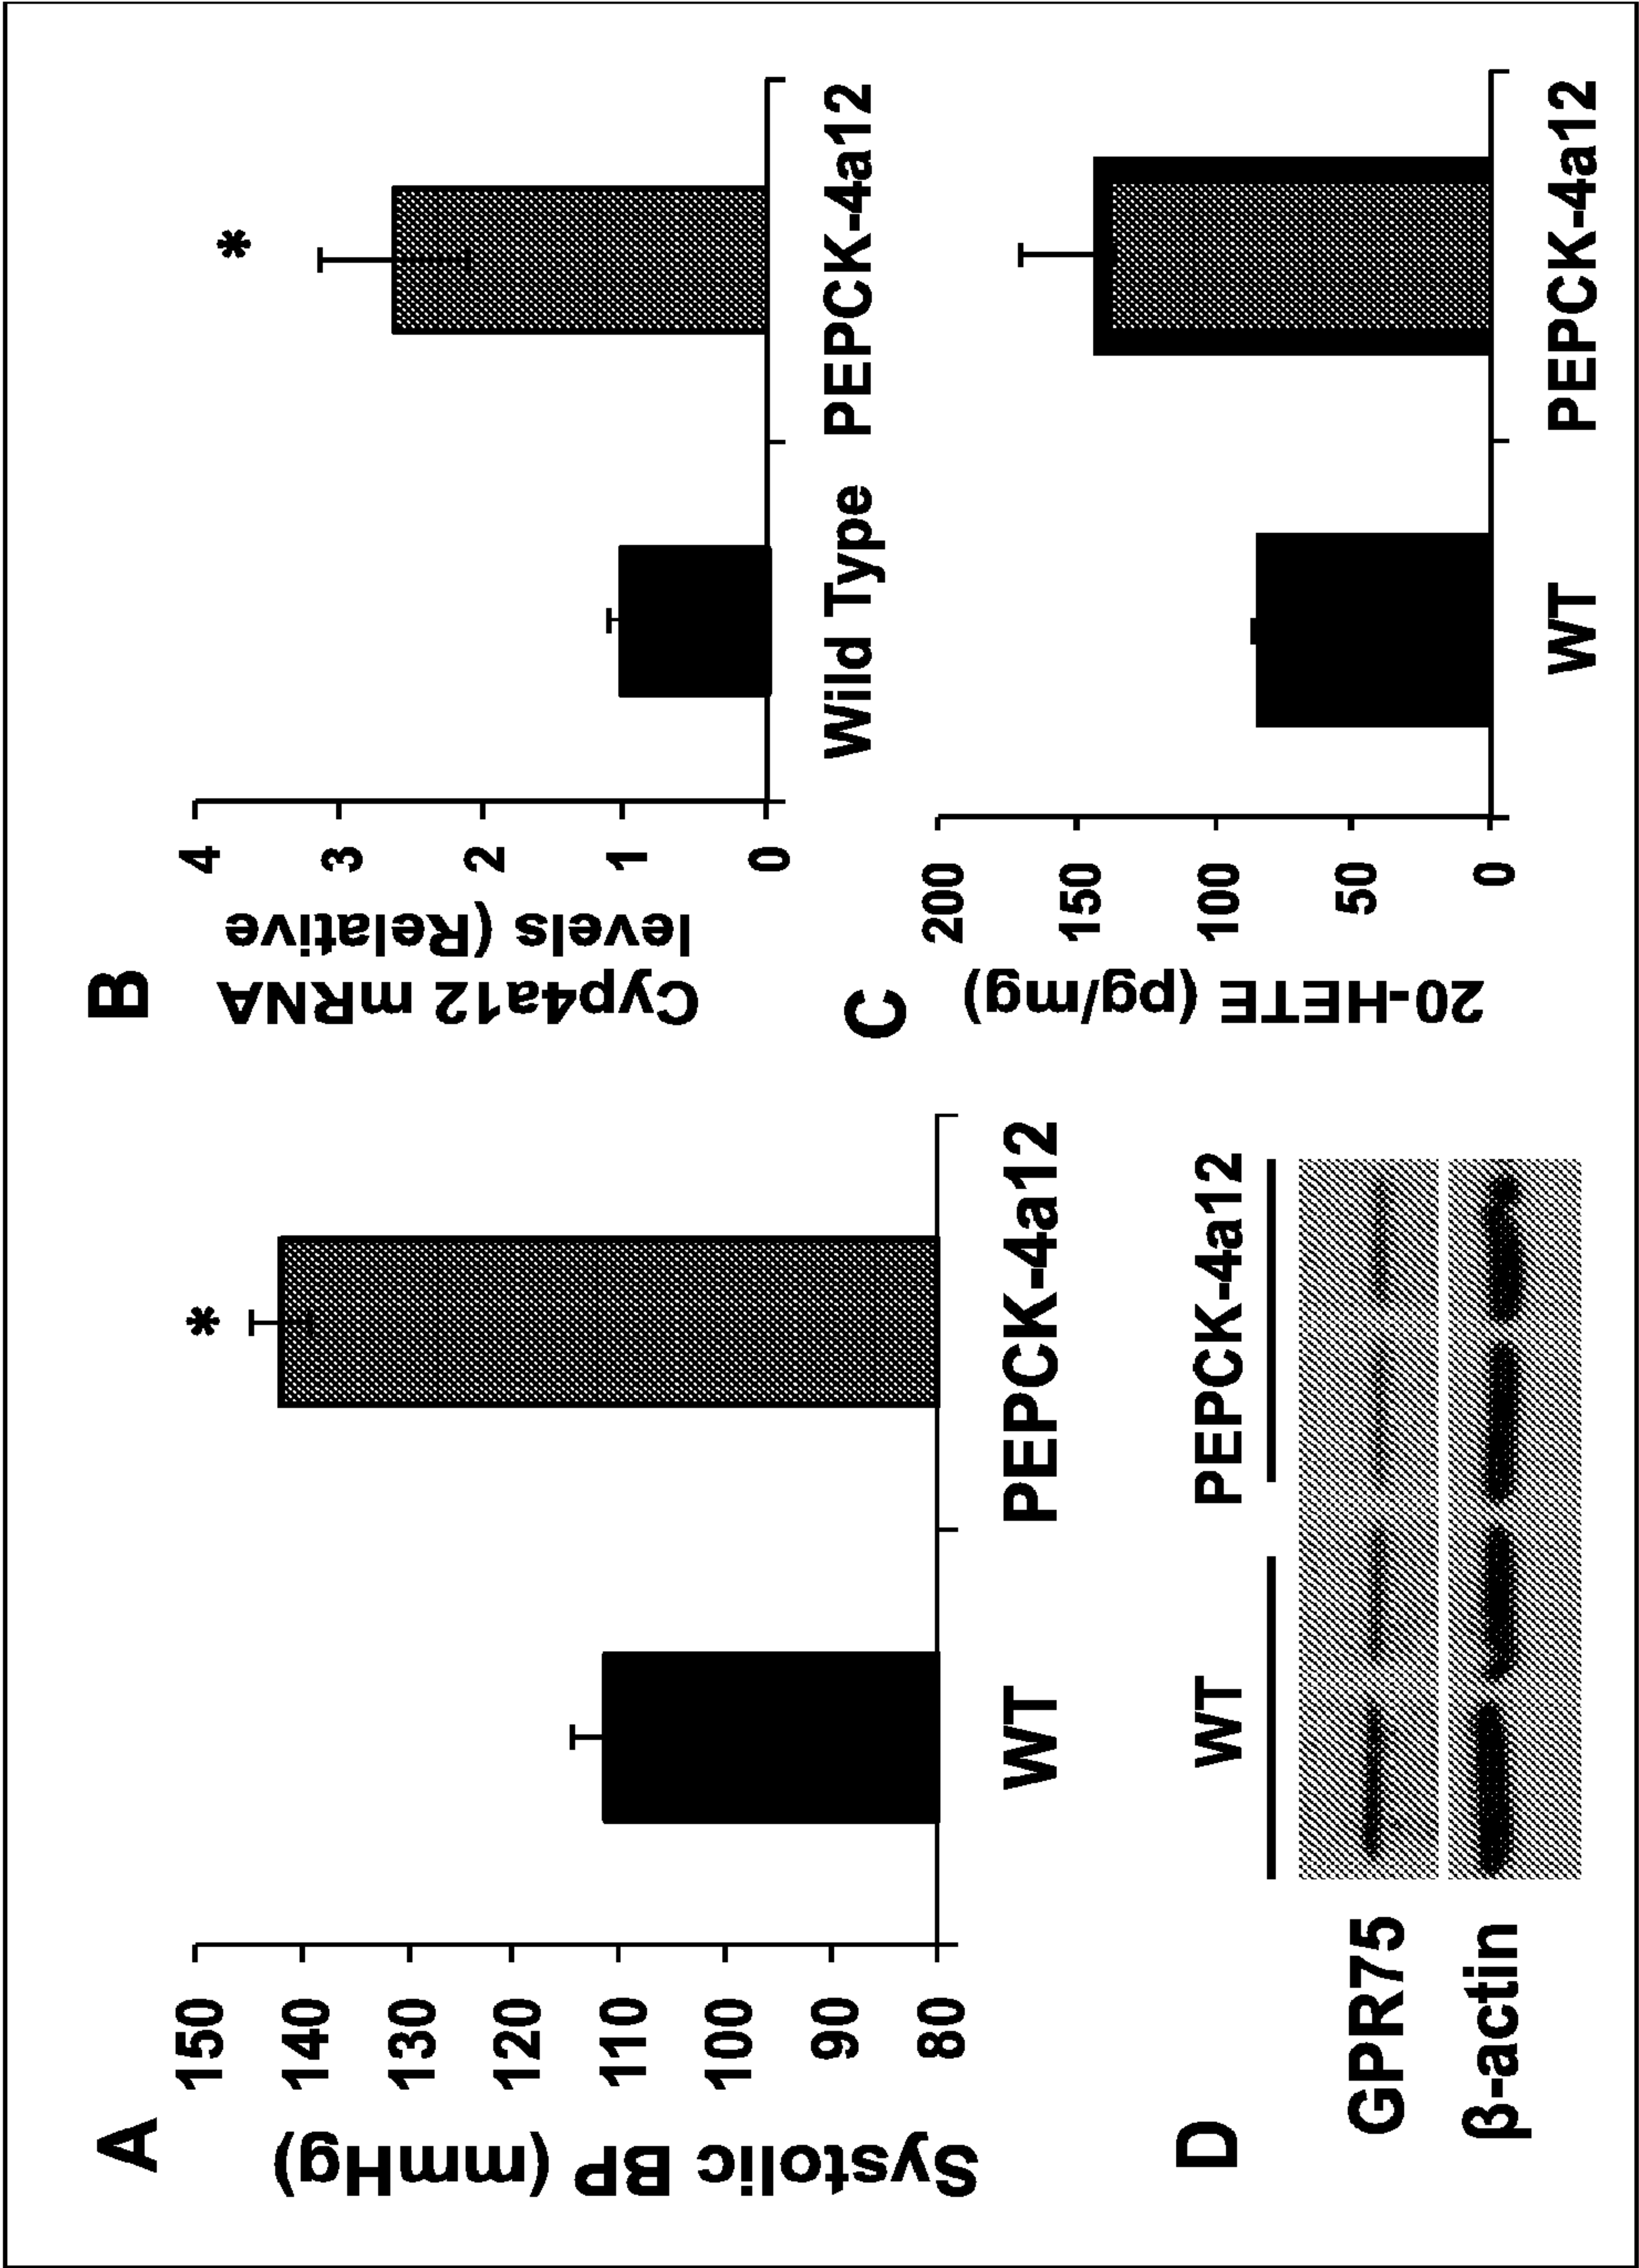 A
Systolic BP (mmHg)
150
140
130
120
110
100
90
80
*
WT
PEPCK-4a12
B
Cyp4a12 mRNA
levels (Relative
4
3
2
1
0
*
Wild Type
PEPCK-4a12
C
20-HETE (pg/mg)
200
150
100
50
0
WT
PEPCK-4a12
D
WT
PEPCK-4a12
GPR75
β-actin